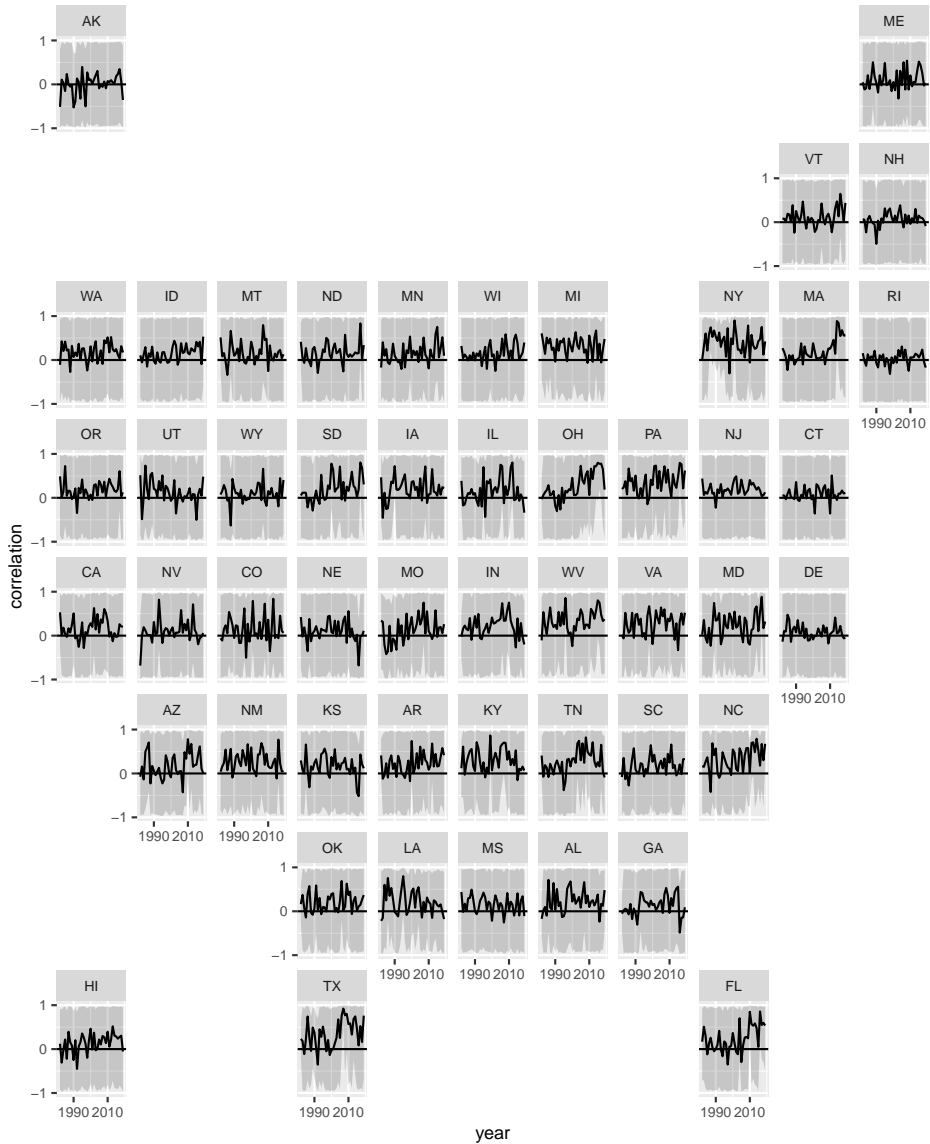 AK ME
1
0
−1
VT NH
1
0
−1
WA ID MT ND MN WI MI NY MA RI
1
0
−1
1990 2010
OR UT WY SD IA IL OH PA NJ CT
1
0
−1
CA NV CO NE MO IN WV VA MD DE
1
0
−1
1990 2010
AZ NM KS AR KY TN SC NC
1
0
−1
1990 2010 1990 2010
OK LA MS AL GA
1
0
−1
1990 2010 1990 2010 1990 2010 1990 2010
HI TX FL
1
0
−1
1990 2010 1990 2010 1990 2010
correlation
year